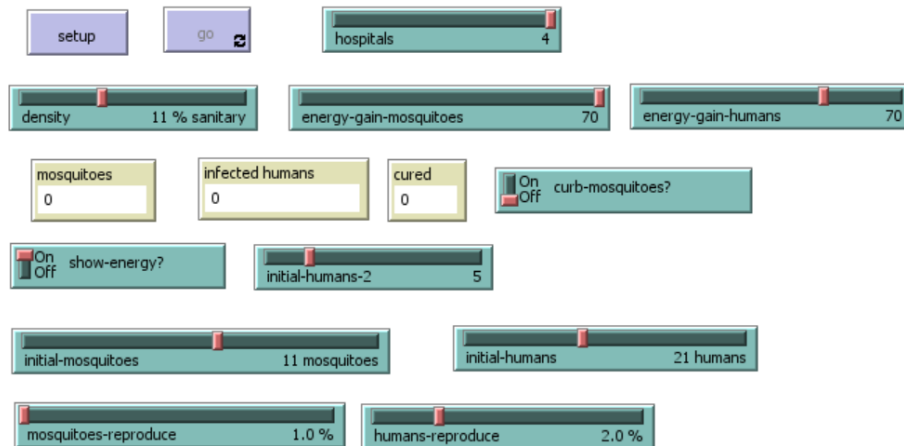 setup
go
hospitals 4
density 11 % sanitary
energy-gain-mosquitoes 70
energy-gain-humans 70
mosquitoes
0
infected humans
0
cured
0
On
Off
curb-mosquitoes?
On
Off
show-energy?
initial-humans-2 5
initial-mosquitoes 11 mosquitoes
initial-humans 21 humans
mosquitoes-reproduce 1.0 %
humans-reproduce 2.0 %